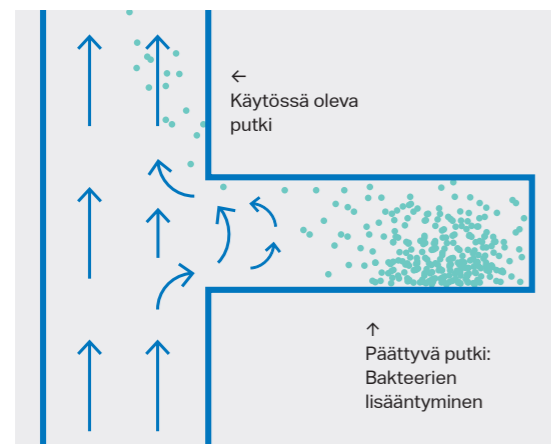 ←
Käytössä oleva
putki
↑
Päättyvä putki:
Bakteerien
lisääntyminen